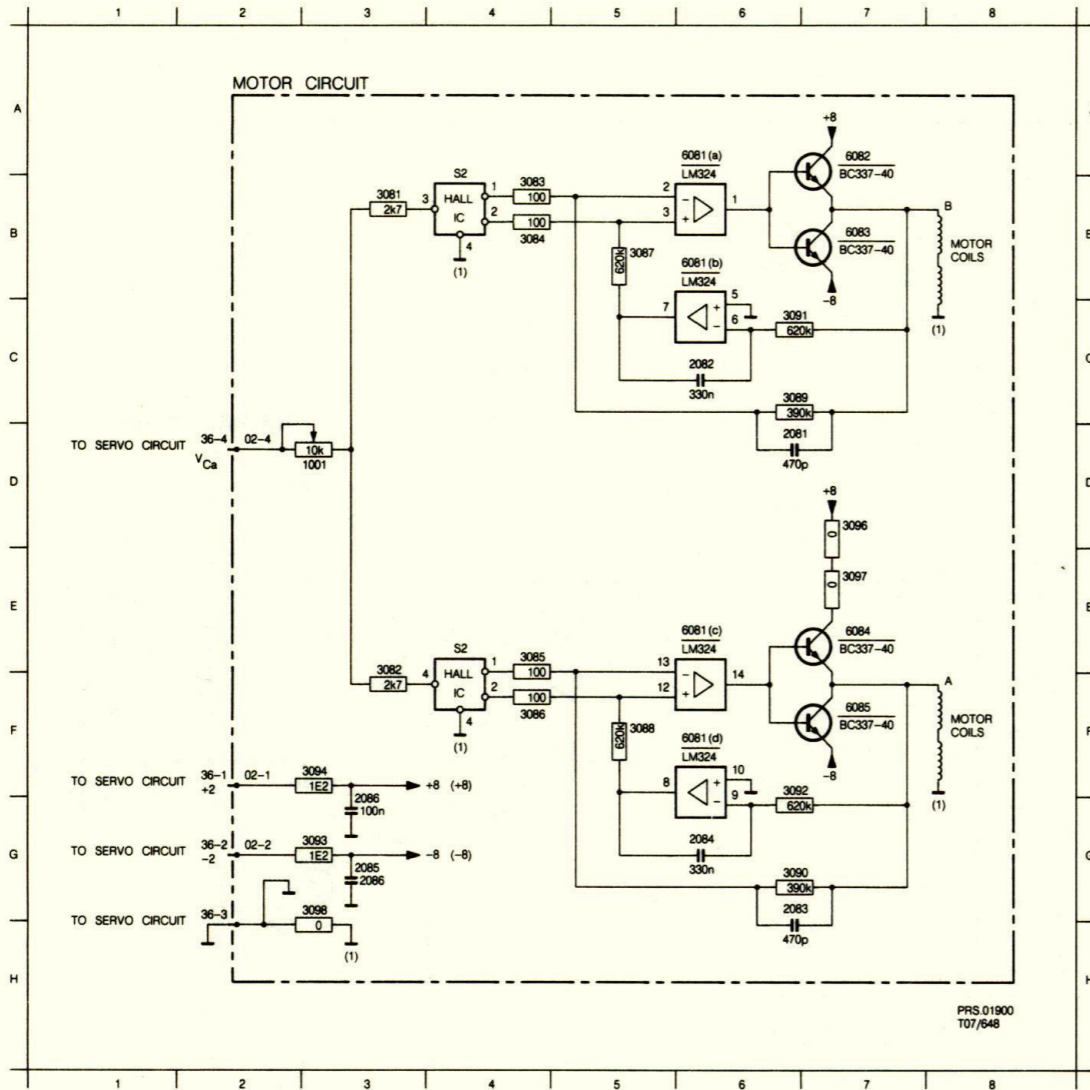 1 2 3 4 5 6 7 8
A
B
C
D
E
F
G
H
MOTOR CIRCUIT
+8
6082
BC337-40
6083
BC337-40
-8
6081 (a)
LM324
2
3
1
- +
S2
HALL
IC
3
1
2
4
(1)
3081
2k7
3083
100
100
3084
3087
620k
6081 (b)
LM324
7
5
6
+ -
B
MOTOR
COILS
(1)
3091
620k
2082
330n
3089
390k
2081
470p
TO SERVO CIRCUIT 36-4 02-4
VCa
10k
1001
+8
3096
0
3097
0
6084
BC337-40
6085
BC337-40
-8
6081 (c)
LM324
13
12
14
- +
S2
HALL
IC
4
1
2
4
(1)
3082
2k7
3085
100
100
3086
3088
620k
6081 (d)
LM324
8
10
9
+ -
A
MOTOR
COILS
(1)
3092
620k
2084
330n
3090
390k
2083
470p
TO SERVO CIRCUIT 36-1 02-1
+2
3094
1E2
+8 (+8)
2086
100n
TO SERVO CIRCUIT 36-2 02-2
-2
3093
1E2
-8 (-8)
2085
2086
TO SERVO CIRCUIT 36-3
3098
0
(1)
PRS.01900
T07/648
A
B
C
D
E
F
G
H
1 2 3 4 5 6 7 8